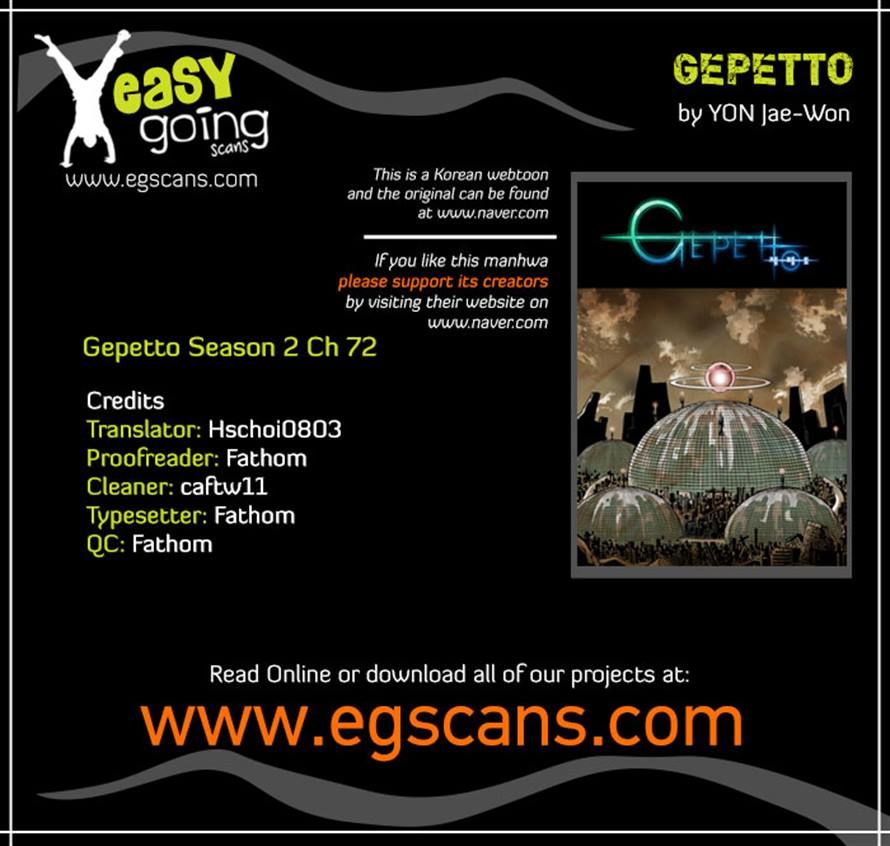 easy
going
scans
www.egscans.com
GEPETTO
by YON Jae-Won
This is a Korean webtoon
and the original can be found
at www.naver.com
If you like this manhwa
please support its creators
by visiting their website on
www.naver.com
Gepetto Season 2 Ch 72
Credits
Translator: Hschoi0803
Proofreader: Fathom
Cleaner: caftw11
Typesetter: Fathom
QC: Fathom
Read Online or download all of our projects at:
www.egscans.com